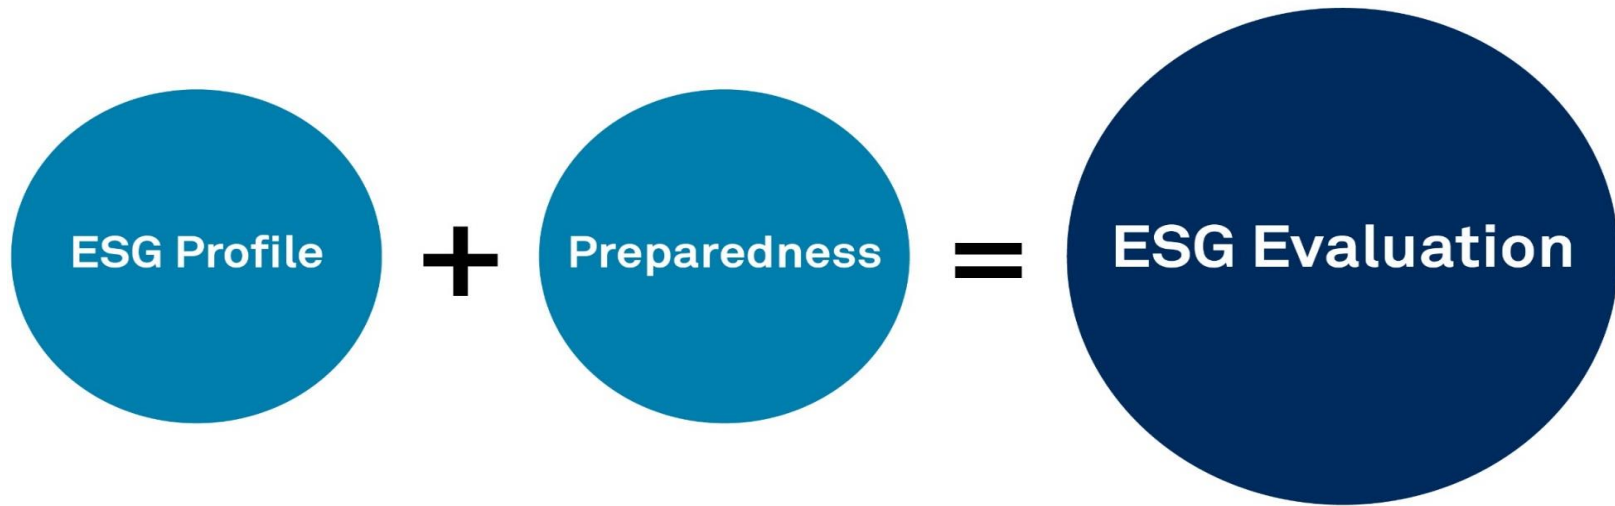 ESG Profile + Preparedness = ESG Evaluation